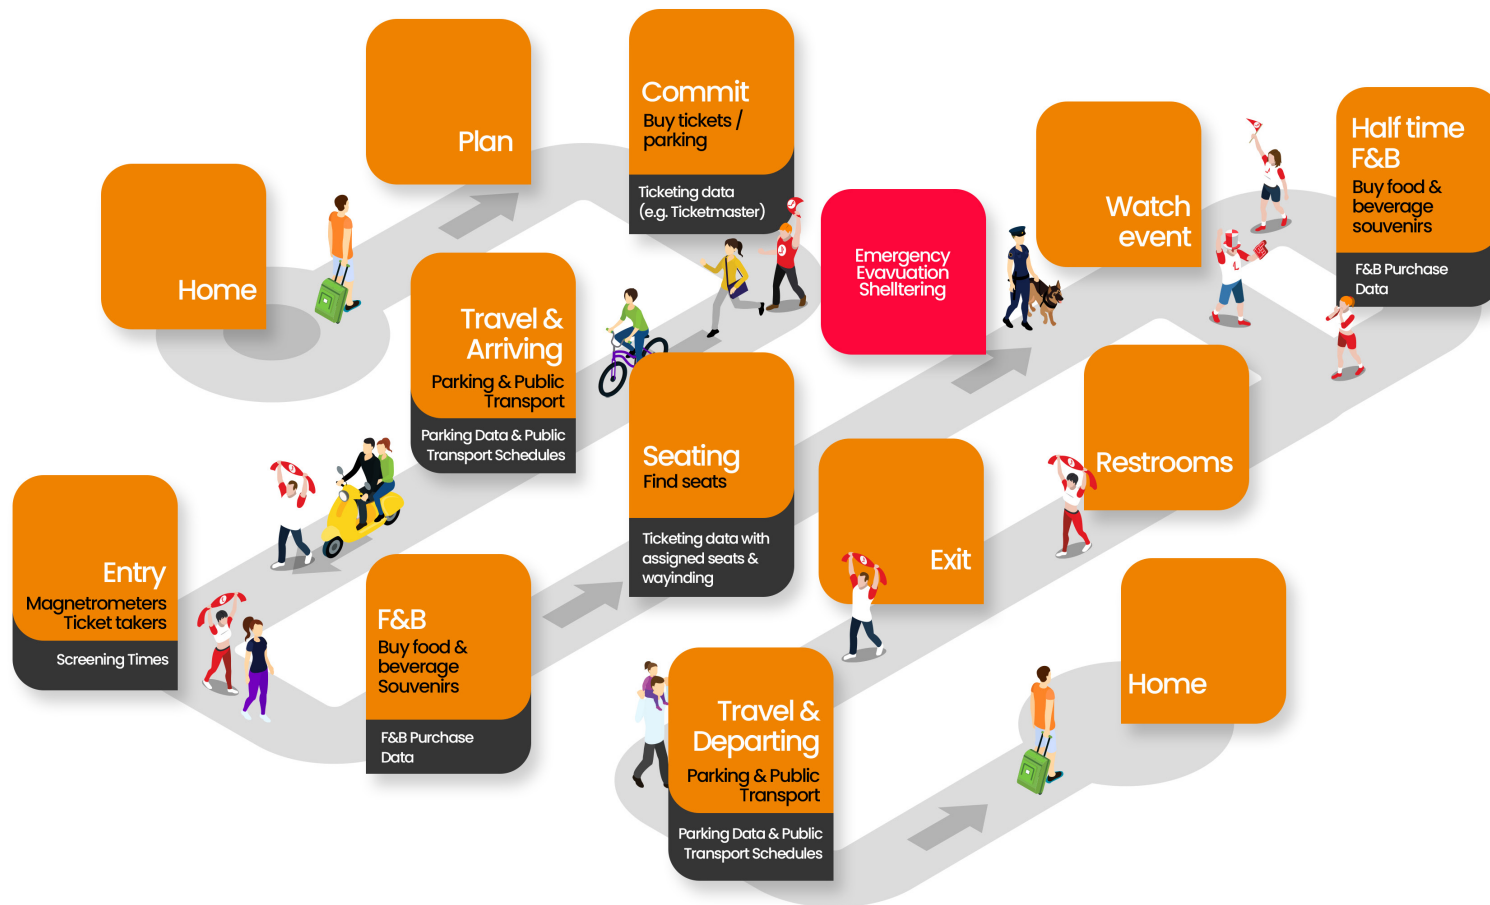 Home
Plan
Commit
Buy tickets /
parking
Ticketing data
(e.g. Ticketmaster)
Travel &
Arriving
Parking & Public
Transport
Parking Data & Public
Transport Schedules
Entry
Magnetrometers
Ticket takers
Screening Times
F&B
Buy food &
beverage
Souvenirs
F&B Purchase
Data
Seating
Find seats
Ticketing data with
assigned seats &
wayinding
Emergency
Evavuation
Shelltering
Watch
event
Half time
F&B
Buy food &
beverage
souvenirs
F&B Purchase
Data
Restrooms
Exit
Travel &
Departing
Parking & Public
Transport
Parking Data & Public
Transport Schedules
Home